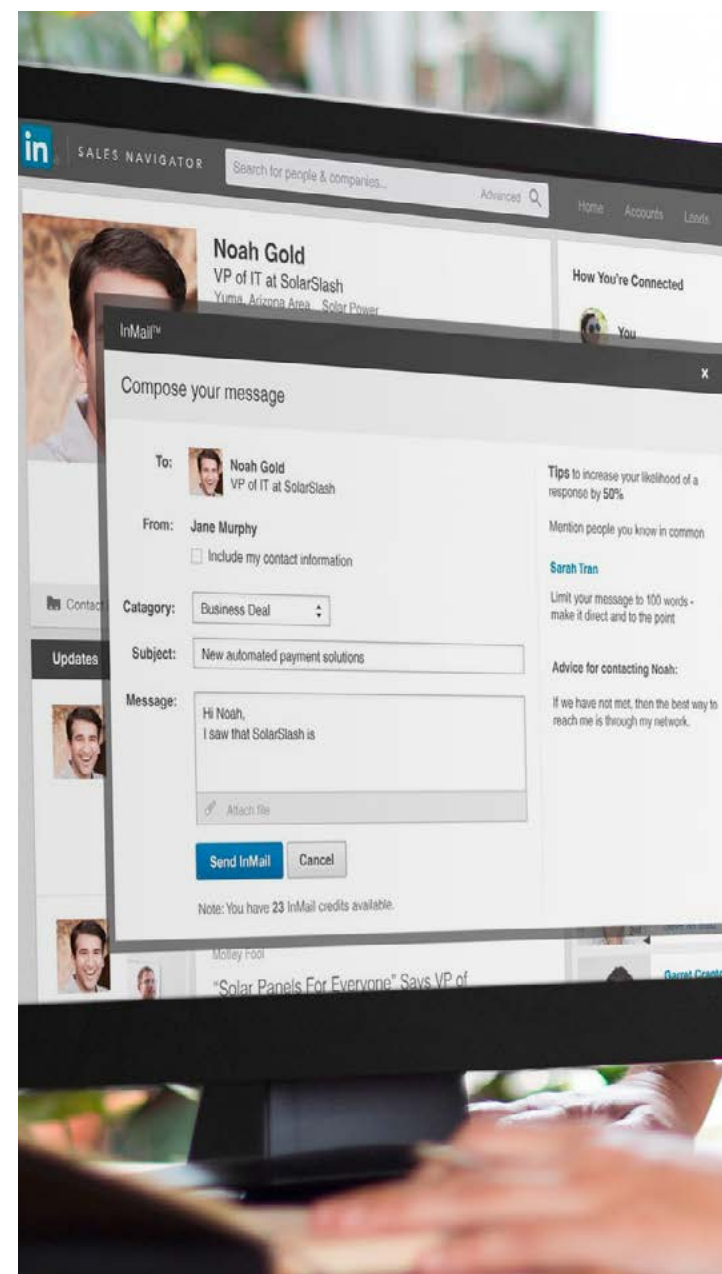 in
SALES NAVIGATOR
Search for people & companies...
Advanced
Home
Accounts
Leads
Noah Gold
VP of IT at SolarSlash
Yuma, Arizona Area
Solar Power
How You're Connected
You
InMail™
x
Compose your message
To:
Noah Gold
VP of IT at SolarSlash
From:
Jane Murphy
Include my contact information
Catagory:
Business Deal
Subject:
New automated payment solutions
Message:
Hi Noah,
I saw that SolarSlash is
Attach file
Send InMail
Cancel
Note: You have 23 InMail credits available.
Tips to increase your likelihood of a
response by 50%
Mention people you know in common
Sarah Tran
Limit your message to 100 words -
make it direct and to the point
Advice for contacting Noah:
If we have not met, then the best way to
reach me is through my network.
Contact
Updates
Motley Fool
"Solar Panels For Everyone" Says VP of
Garret